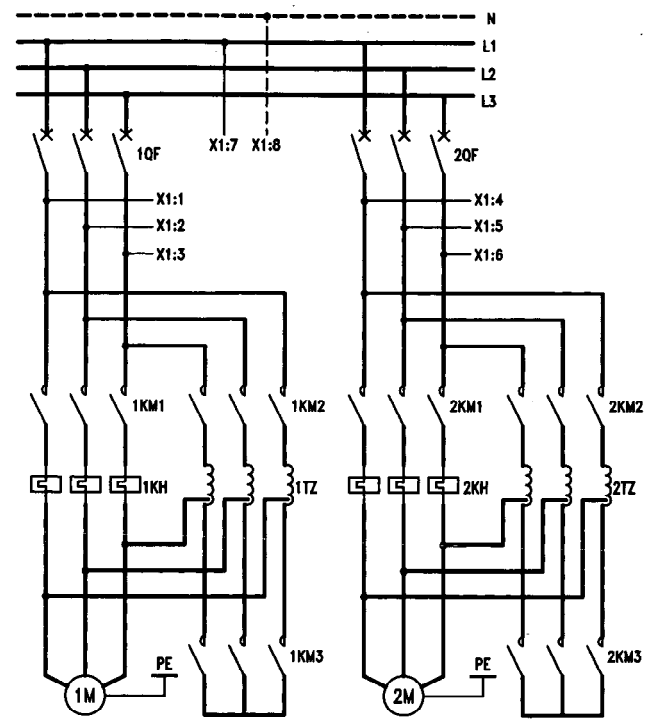 N
L1
L2
L3
1QF
X1:7 X1:8
2QF
X1:1
X1:2
X1:3
X1:4
X1:5
X1:6
1KM1
1KM2
2KM1
2KM2
1KH
1TZ
2KH
2TZ
1KM3
2KM3
PE
PE
1M
2M